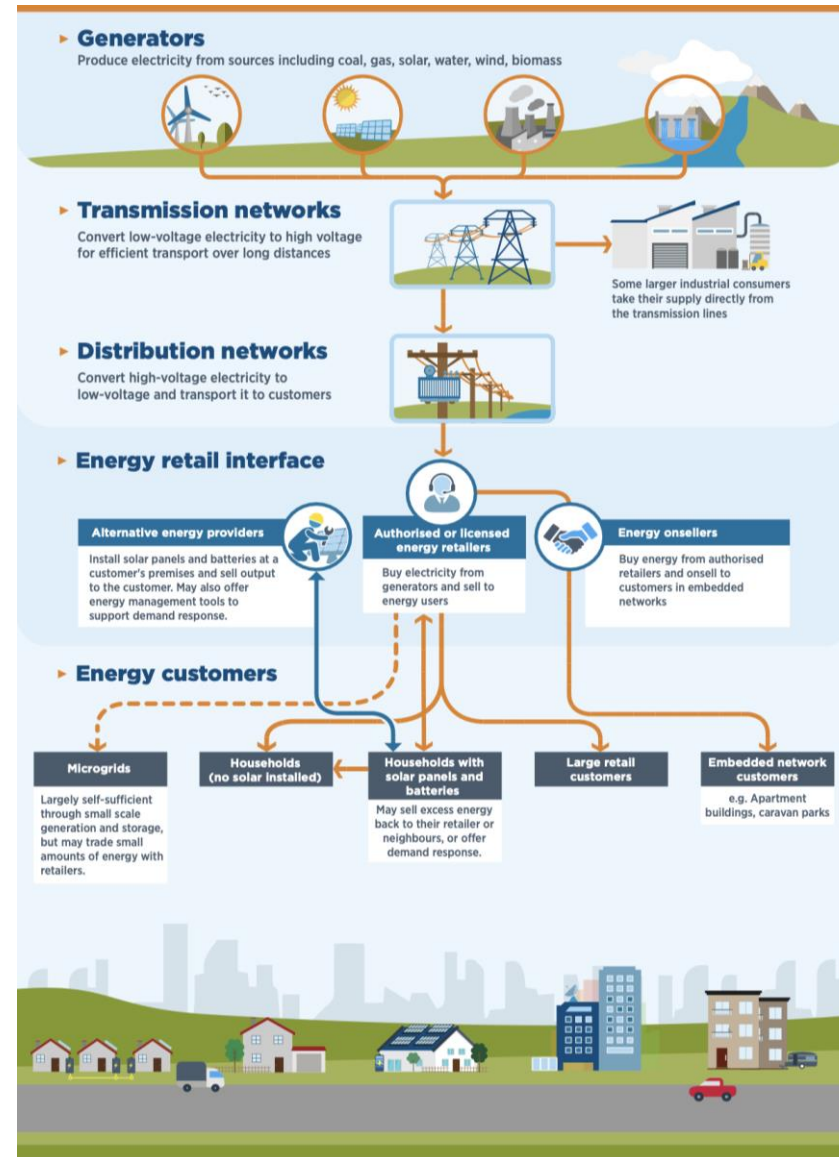 Generators
Produce electricity from sources including coal, gas, solar, water, wind, biomass
Transmission networks
Convert low-voltage electricity to high voltage
for efficient transport over long distances
Some larger industrial consumers
take their supply directly from
the transmission lines
Distribution networks
Convert high-voltage electricity to
low-voltage and transport it to customers
Energy retail interface
Alternative energy providers
Install solar panels and batteries at a
customer's premises and sell output
to the customer. May also offer
energy management tools to
support demand response.
Authorised or licensed
energy retailers
Buy electricity from
generators and sell to
energy users
Energy onsellers
Buy energy from authorised
retailers and onsell to
customers in embedded
networks
Energy customers
Microgrids
Largely self-sufficient
through small scale
generation and storage,
but may trade small
amounts of energy with
retailers.
Households
(no solar installed)
Households with
solar panels and
batteries
May sell excess energy
back to their retailer or
neighbours, or offer
demand response.
Large retail
customers
Embedded network
customers
e.g. Apartment
buildings, caravan parks